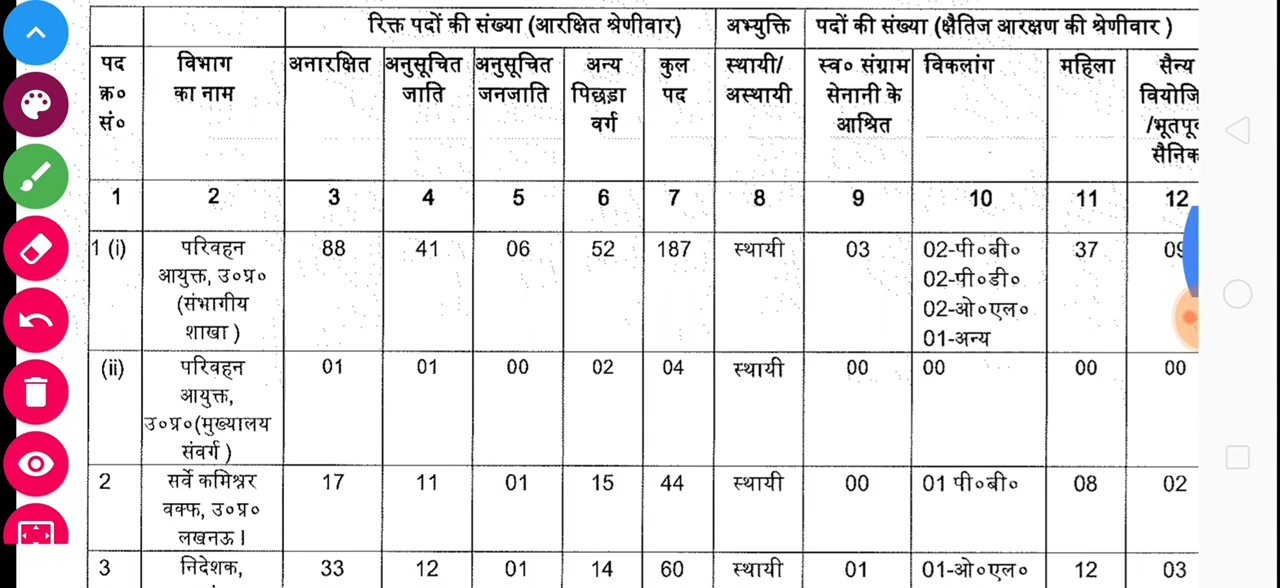 रिक्त पदों की संख्या (आरक्षित श्रेणीवार) अभ्युक्ति पदों की संख्या (क्षैतिज आरक्षण की श्रेणीवार )
पद विभाग अनारक्षित अनुसूचित अनुसूचित अन्य कुल स्थायी/ स्व० संग्राम विकलांग महिला सैन्य
क्र० का नाम जाति जनजाति पिछड़ा पद अस्थायी सेनानी के वियोजि
सं० वर्ग आश्रित /भूतपू
सैनिक
1 2 3 4 5 6 7 8 9 10 11 12
1 (i) परिवहन 88 41 06 52 187 स्थायी 03 02-पी०बी० 37 09
आयुक्त, उ०प्र० 02-पी०डी०
(संभागीय 02-ओ०एल०
शाखा ) 01-अन्य
(ii) परिवहन 01 01 00 02 04 स्थायी 00 00 00 00
आयुक्त,
उ०प्र०(मुख्यालय
संवर्ग )
2 सर्वे कमिश्नर 17 11 01 15 44 स्थायी 00 01 पी०बी० 08 02
वक्फ, उ०प्र०
लखनऊ।
3 निदेशक, 33 12 01 14 60 स्थायी 01 01-ओ०एल० 12 03